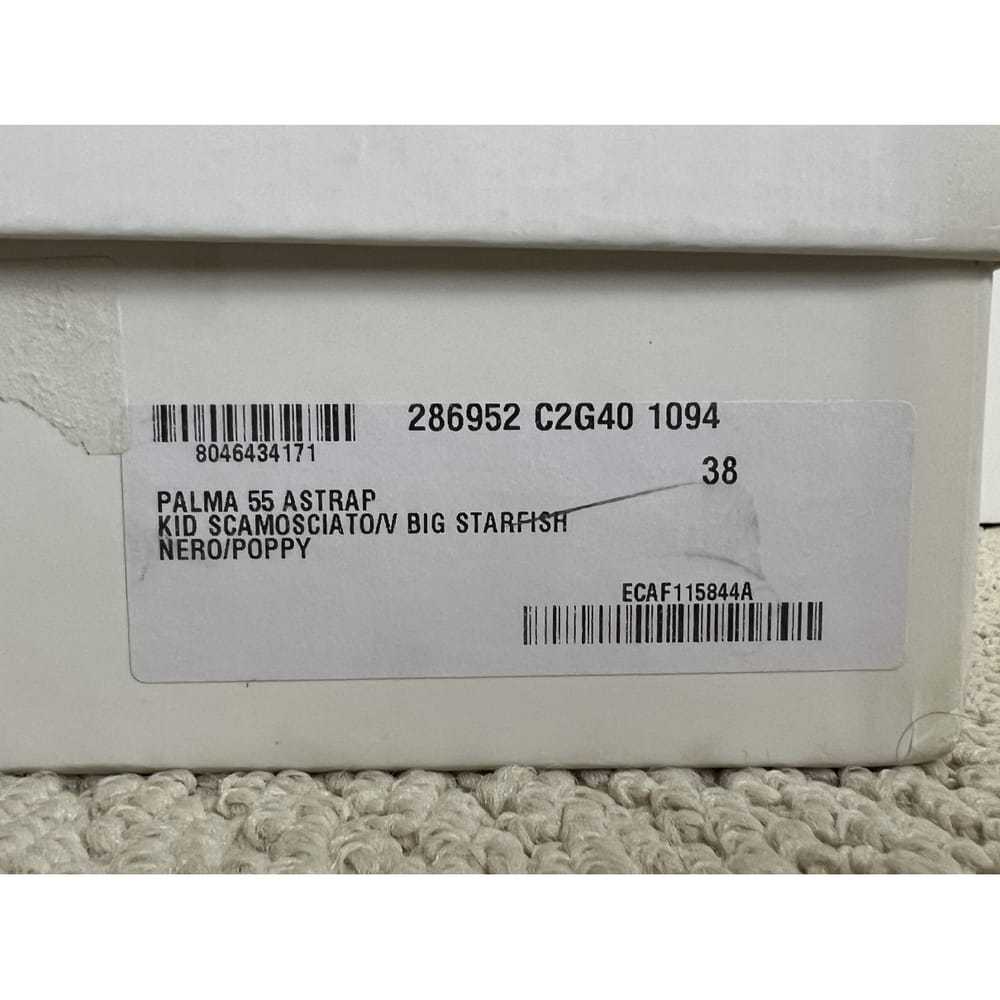 286952 C2G40 1094
8046434171
38
PALMA 55 ASTRAP
KID SCAMOSCIATO/V BIG STARFISH
NERO/POPPY
ECAF115844A